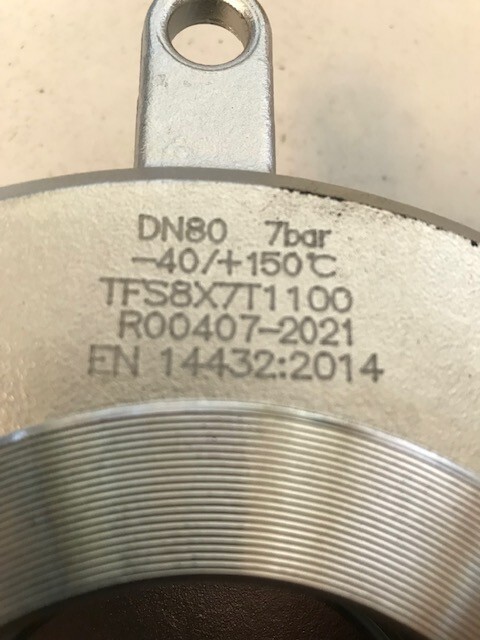 DN80 7bar
-40/+150℃
TFS8X7T1100
R00407-2021
EN 14432:2014